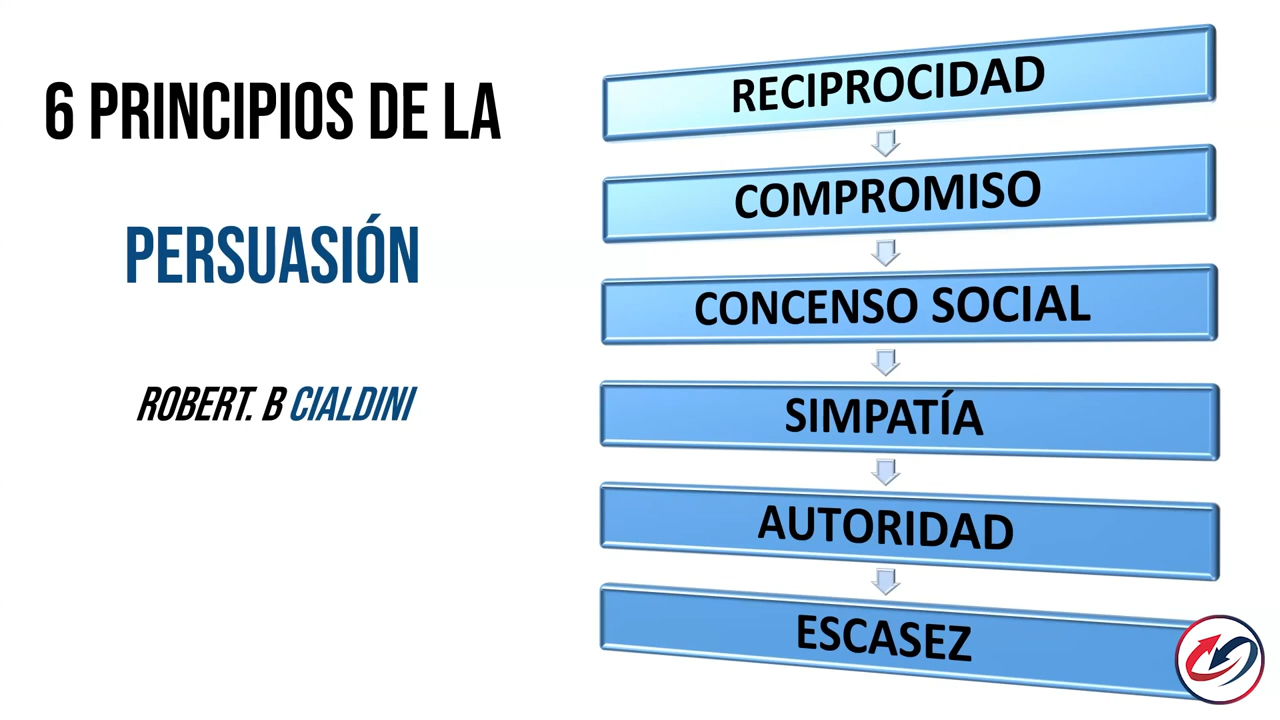 6 PRINCIPIOS DE LA
PERSUASIÓN
ROBERT. B CIALDINI
RECIPROCIDAD
COMPROMISO
CONCENSO SOCIAL
SIMPATÍA
AUTORIDAD
ESCASEZ